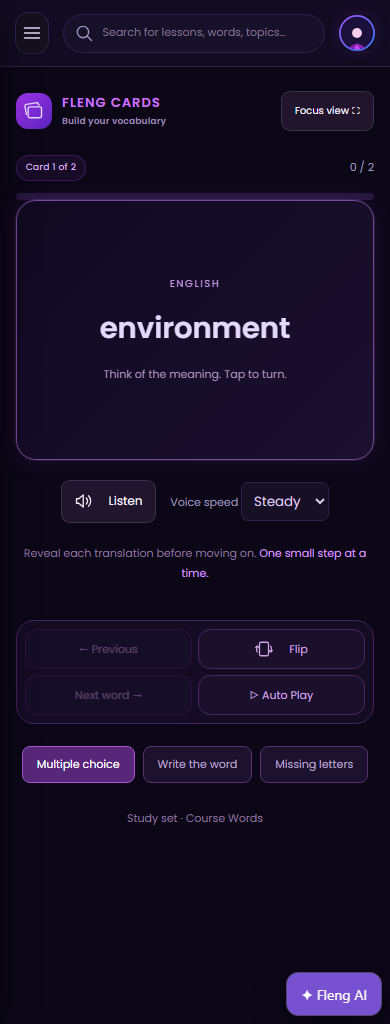 Search for lessons, words, topics...
FLENG CARDS
Build your vocabulary
Focus view
Card 1 of 2
0 / 2
ENGLISH
environment
Think of the meaning. Tap to turn.
Listen
Voice speed
Steady
Reveal each translation before moving on. One small step at a
time.
← Previous
Flip
Next word →
▷ Auto Play
Multiple choice
Write the word
Missing letters
Study set · Course Words
✦ Fleng AI